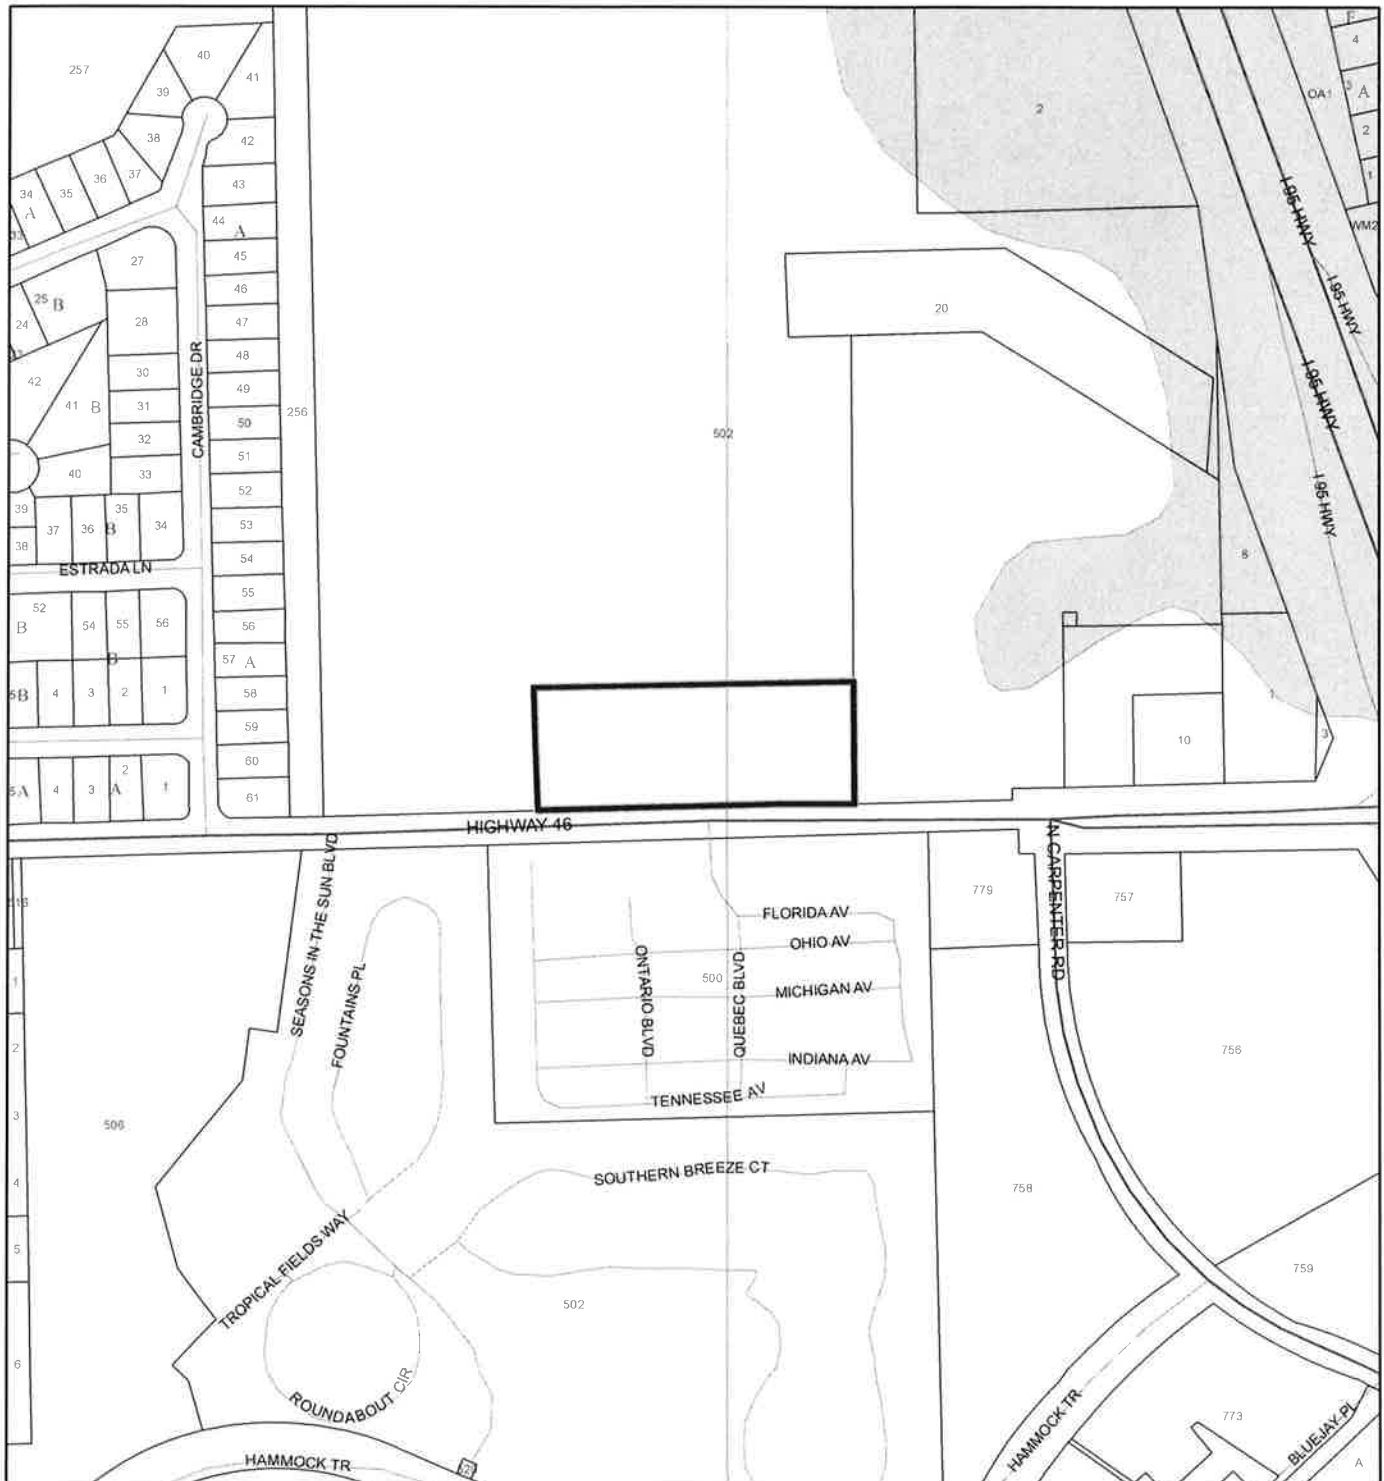 257
40
41
39
38
42
37
36
35
34
A
33
43
44
A
45
46
47
48
49
50
51
52
53
54
55
56
57 A
58
59
60
61
27
25 B
24
28
30
31
32
33
42
41 B
40
39
38
37
36
B
35
34
CAMBRIDGE DR
256
ESTRADA LN
52
B
54
55
56
B
5B
4
3
2
1
5A
4
3
2
A
1
502
2
20
8
1
10
3
I 95 HWY
I 95 HWY
I 95 HWY
I 95 HWY
OA1
F
4
3 A
2
1
WM2
HIGHWAY 46
N CARPENTER RD
SEASONS IN THE SUN BLVD
FOUNTAINS PL
FLORIDA AV
OHIO AV
500
MICHIGAN AV
INDIANA AV
TENNESSEE AV
ONTARIO BLVD
QUEBEC BLVD
779
757
756
758
759
773
1
2
3
4
5
6
506
SOUTHERN BREEZE CT
TROPICAL FIELDS WAY
502
ROUNDABOUT CIR
HAMMOCK TR
HAMMOCK TR
BLUEJAY PL
A